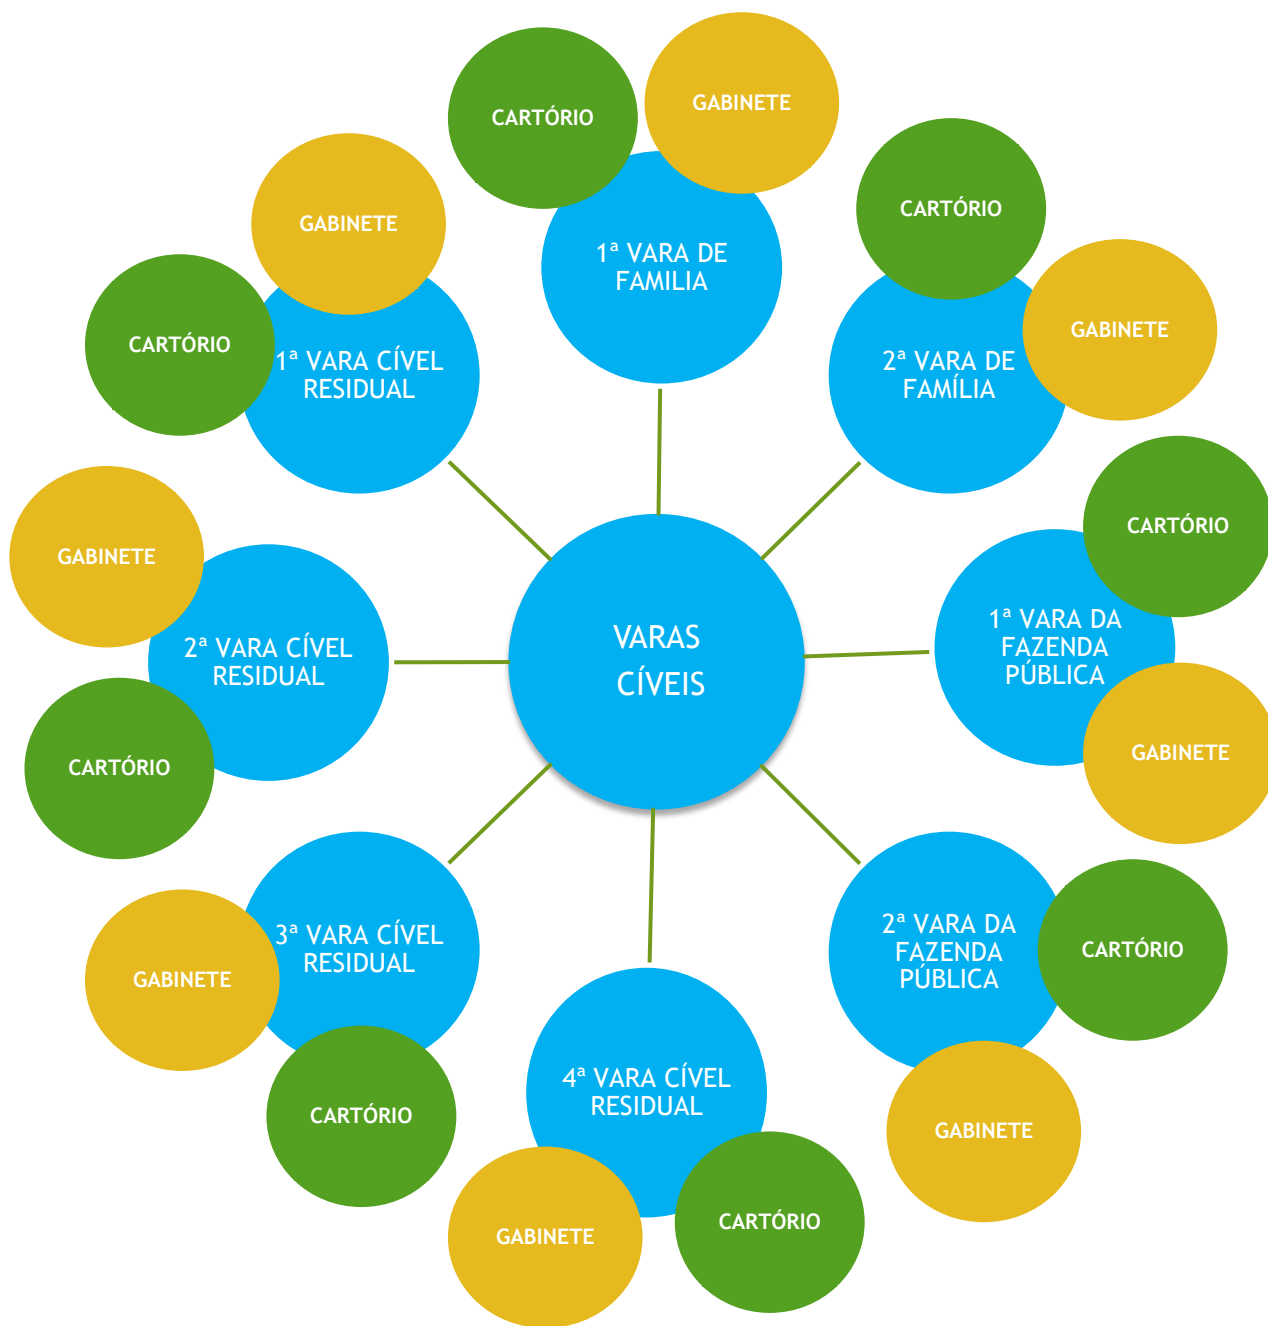 GABINETE
CARTÓRIO
1ª VARA DE
FAMILIA
CARTÓRIO
GABINETE
2ª VARA DE
FAMÍLIA
GABINETE
CARTÓRIO
1ª VARA CÍVEL
RESIDUAL
CARTÓRIO
1ª VARA DA
FAZENDA
PÚBLICA
GABINETE
GABINETE
2ª VARA CÍVEL
RESIDUAL
CARTÓRIO
VARAS
CÍVEIS
2ª VARA DA
FAZENDA
PÚBLICA
CARTÓRIO
GABINETE
3ª VARA CÍVEL
RESIDUAL
GABINETE
CARTÓRIO
4ª VARA CÍVEL
RESIDUAL
GABINETE
CARTÓRIO